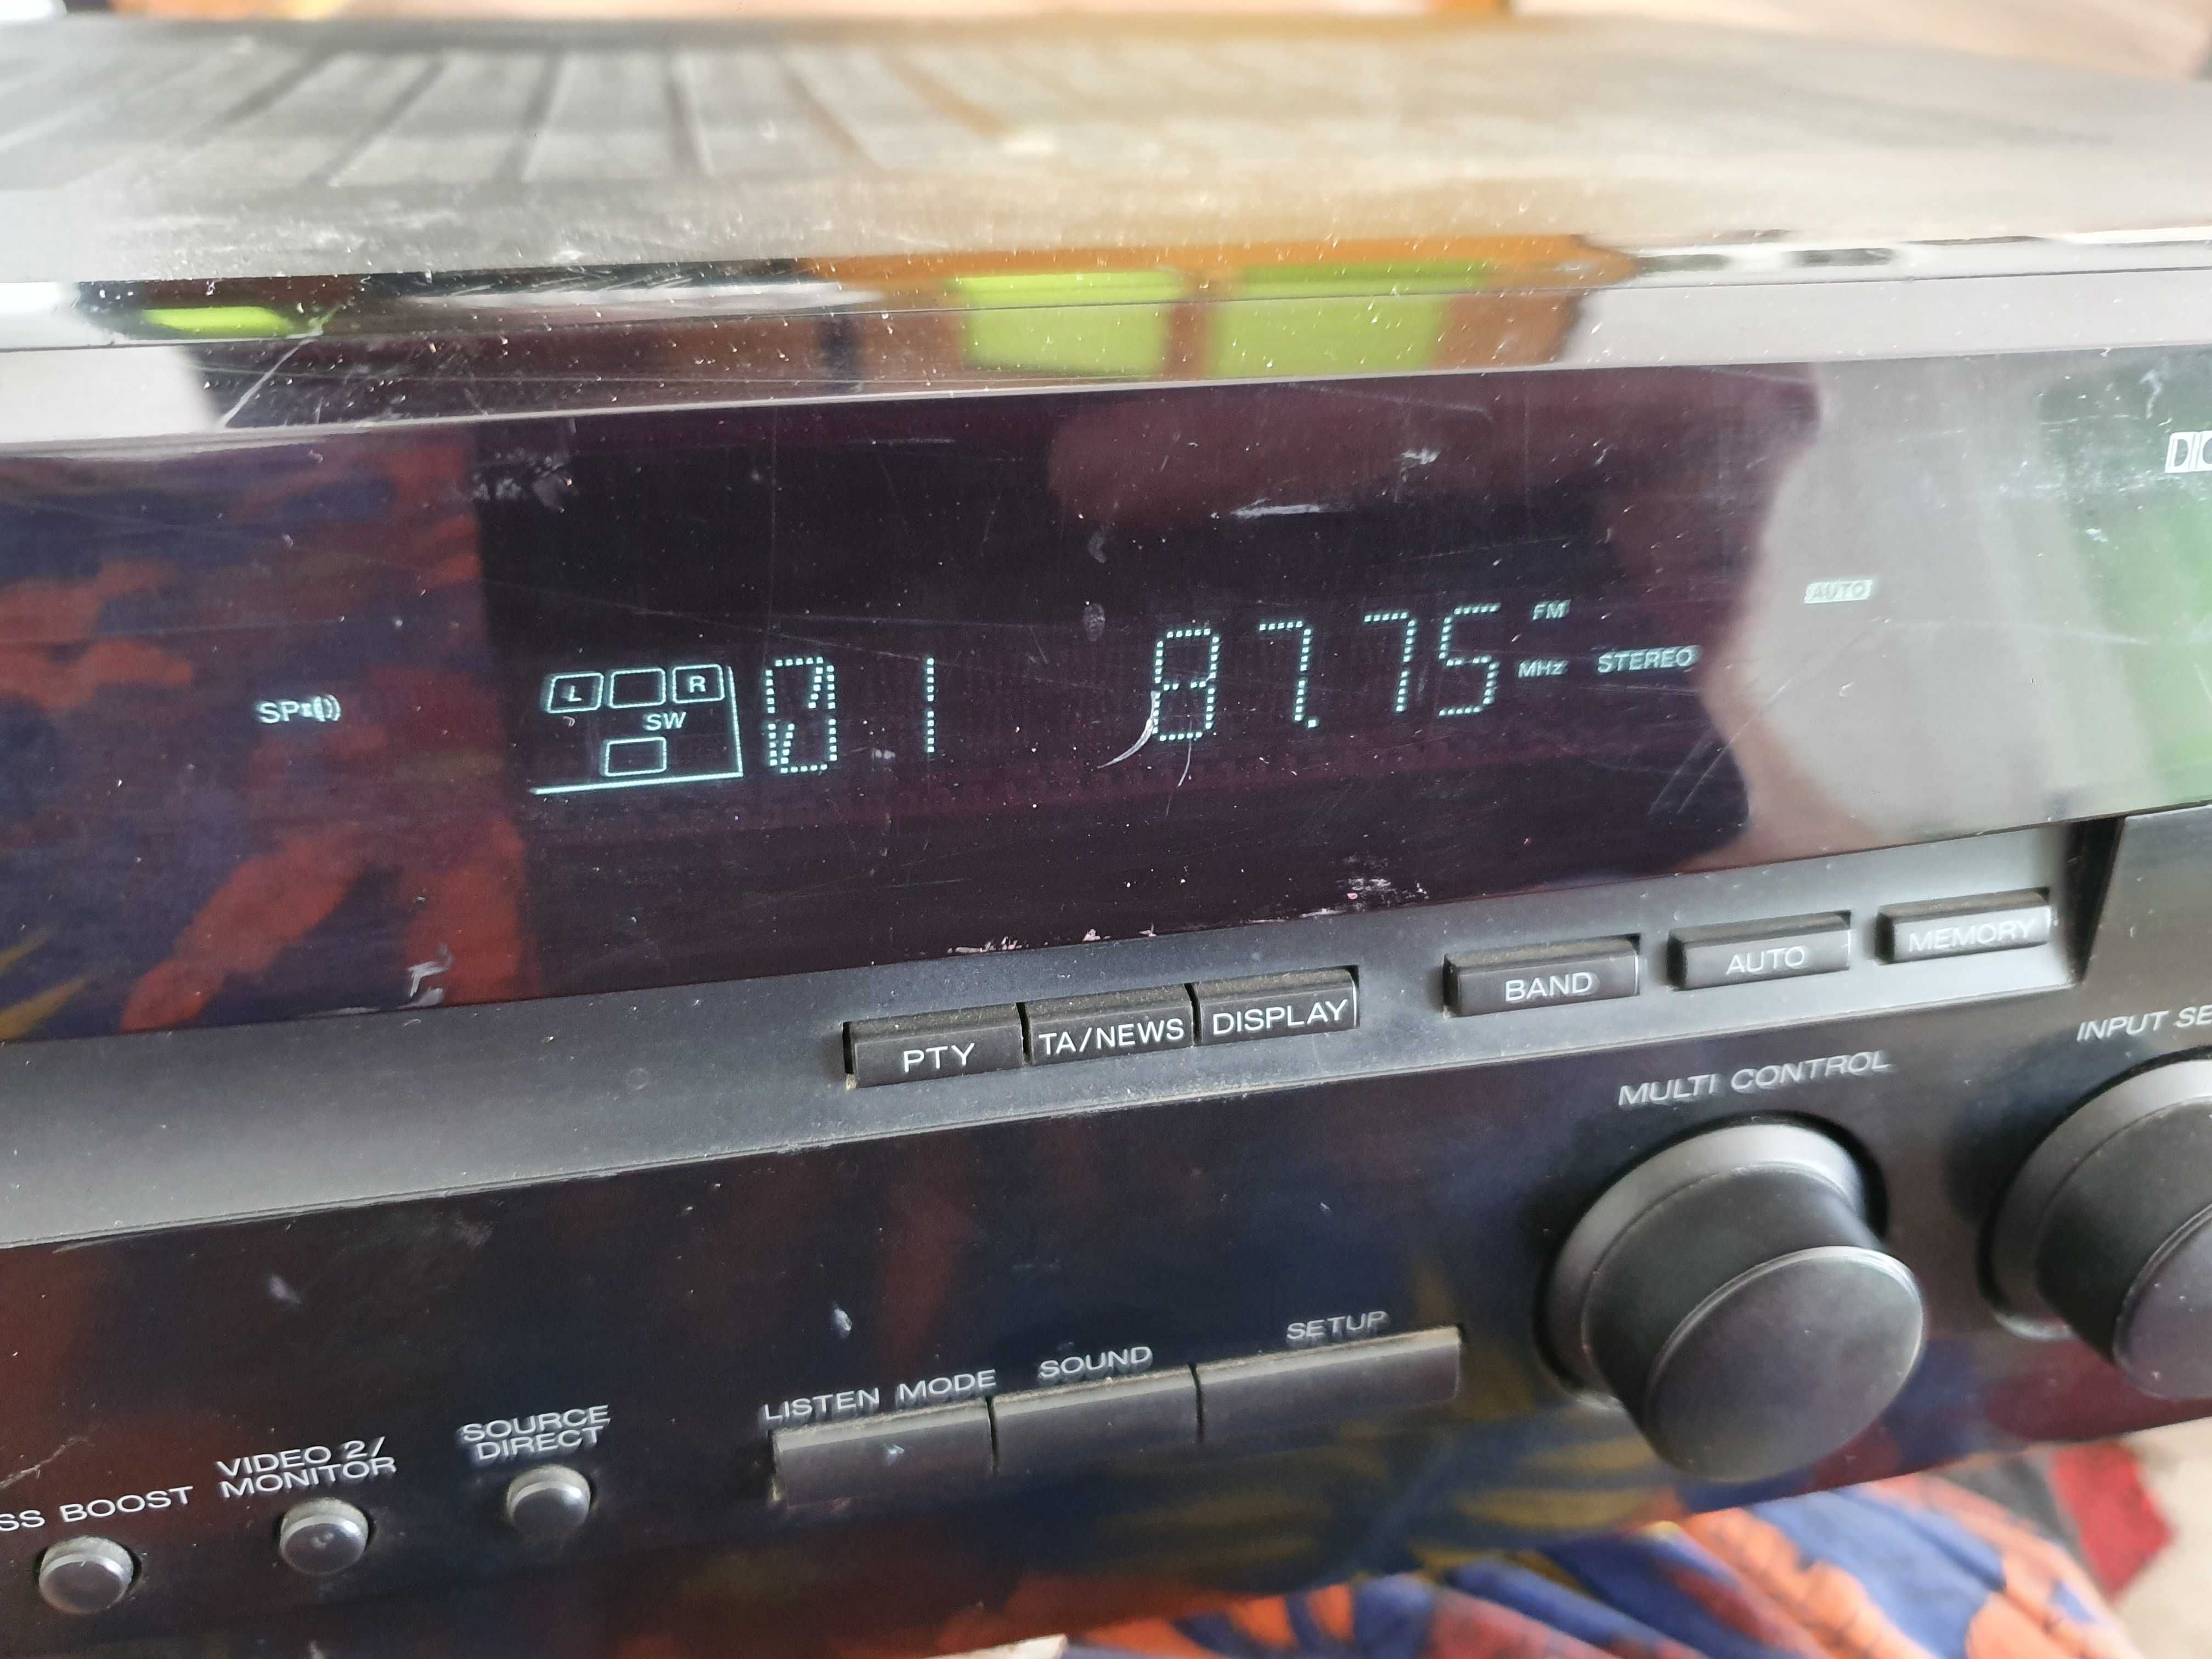 AUTO
FM
SP
L R
SW
01 87.75
MHz STEREO
PTY
TA/NEWS
DISPLAY
BAND
AUTO
MEMORY
MULTI CONTROL
LISTEN MODE
SOUND
SETUP
VIDEO 2/
MONITOR
SOURCE
DIRECT
BOOST
INPUT